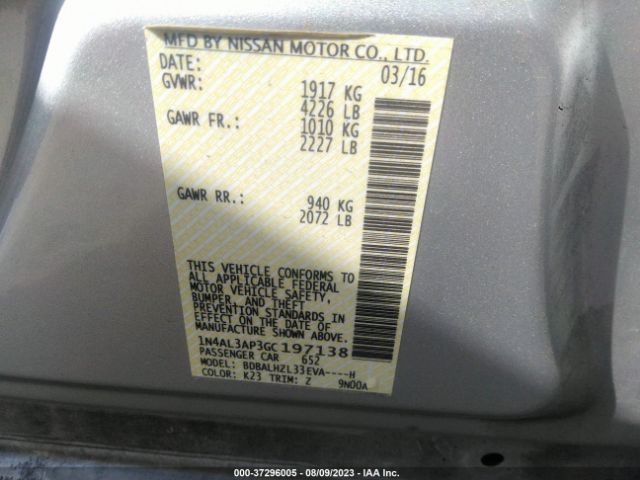 MFD BY NISSAN MOTOR CO., LTD.
DATE: 03/16
GVWR: 1917 KG
4226 LB
GAWR FR.: 1010 KG
2227 LB
GAWR RR.: 940 KG
2072 LB
THIS VEHICLE CONFORMS TO
ALL APPLICABLE FEDERAL
MOTOR VEHICLE SAFETY,
BUMPER, AND THEFT
PREVENTION STANDARDS IN
EFFECT ON THE DATE OF
MANUFACTURE SHOWN ABOVE.
1N4AL3AP3GC197138
PASSENGER CAR 652
MODEL: BDBALHZL33EVA----H
COLOR: K23 TRIM: Z 9N00A
000-37296005 - 08/09/2023 - IAA Inc.